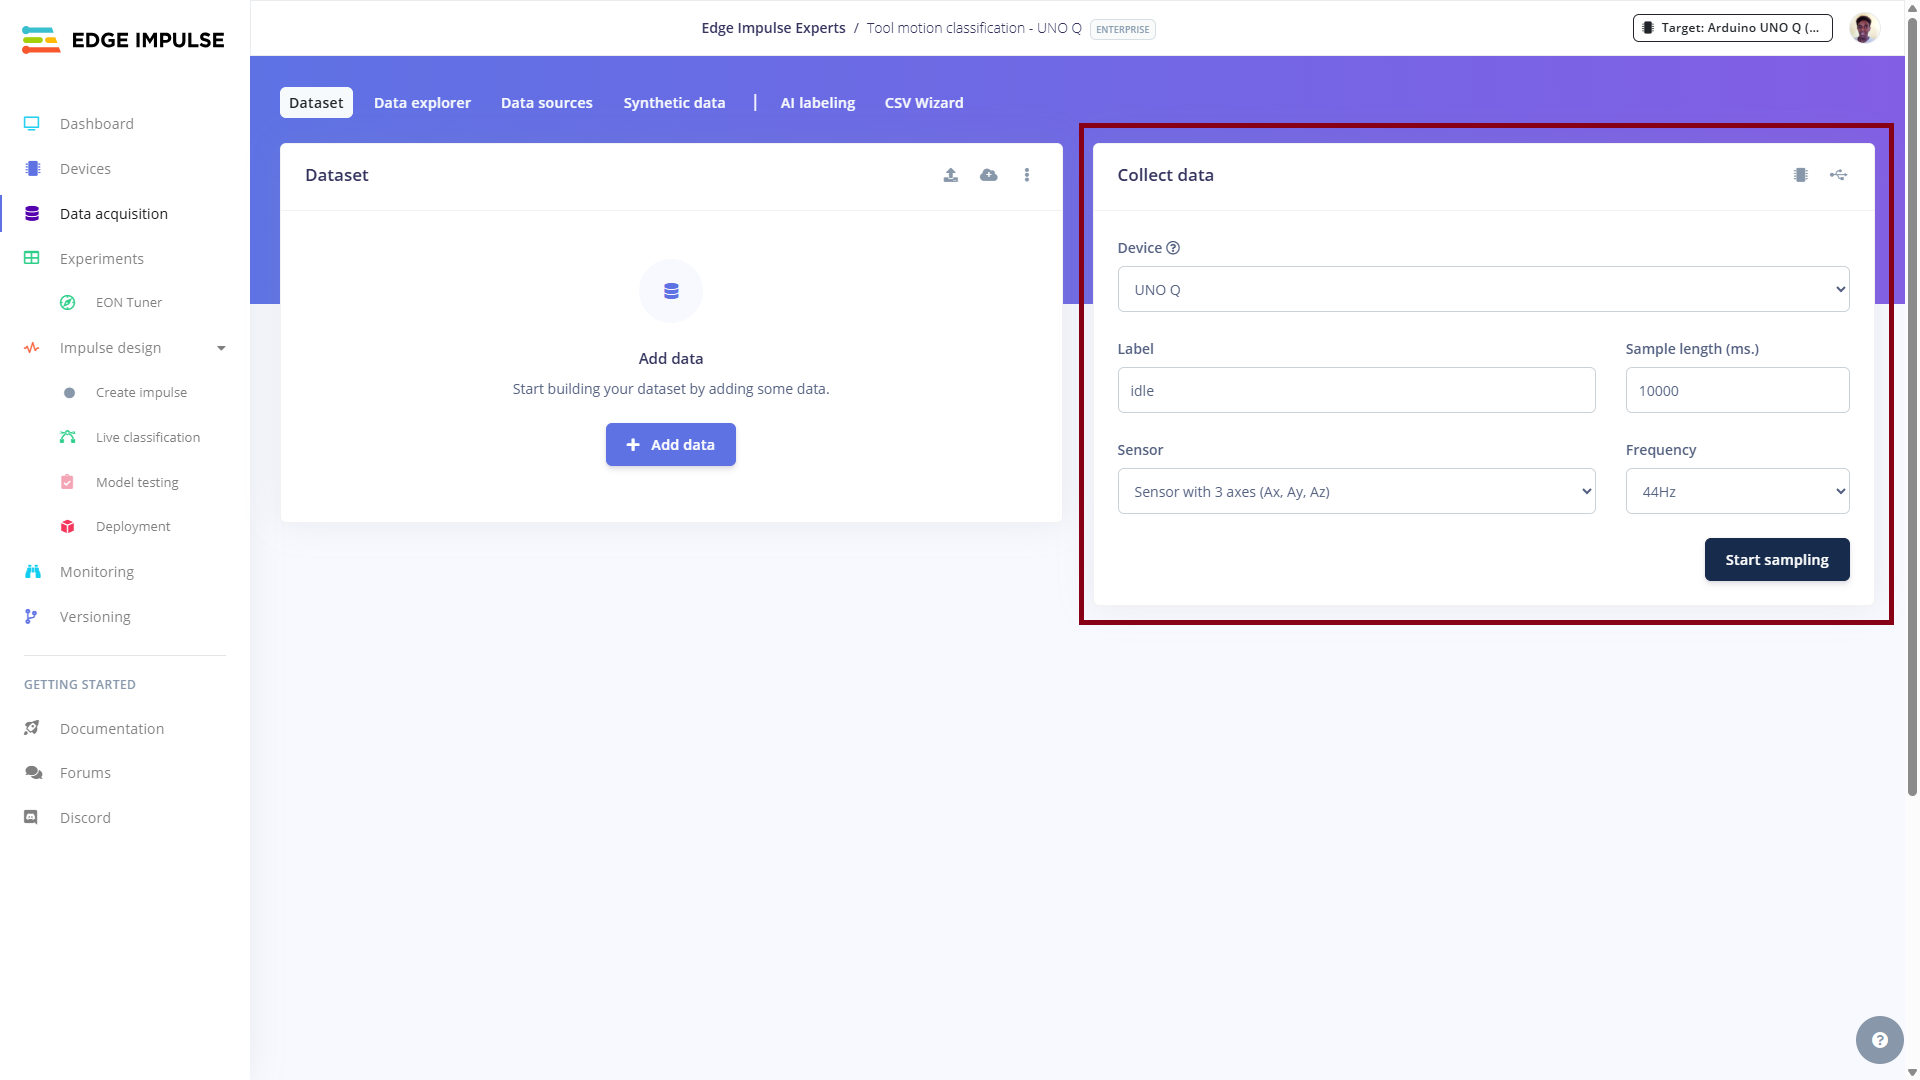 EDGE IMPULSE
Edge Impulse Experts / Tool motion classification - UNO Q ENTERPRISE
Target: Arduino UNO Q (...
Dashboard
Devices
Data acquisition
Experiments
EON Tuner
Impulse design
Create impulse
Live classification
Model testing
Deployment
Monitoring
Versioning
GETTING STARTED
Documentation
Forums
Discord
Dataset Data explorer Data sources Synthetic data | AI labeling CSV Wizard
Dataset
Add data
Start building your dataset by adding some data.
+ Add data
Collect data
Device ?
UNO Q
Label Sample length (ms.)
idle 10000
Sensor Frequency
Sensor with 3 axes (Ax, Ay, Az) 44Hz
Start sampling
?